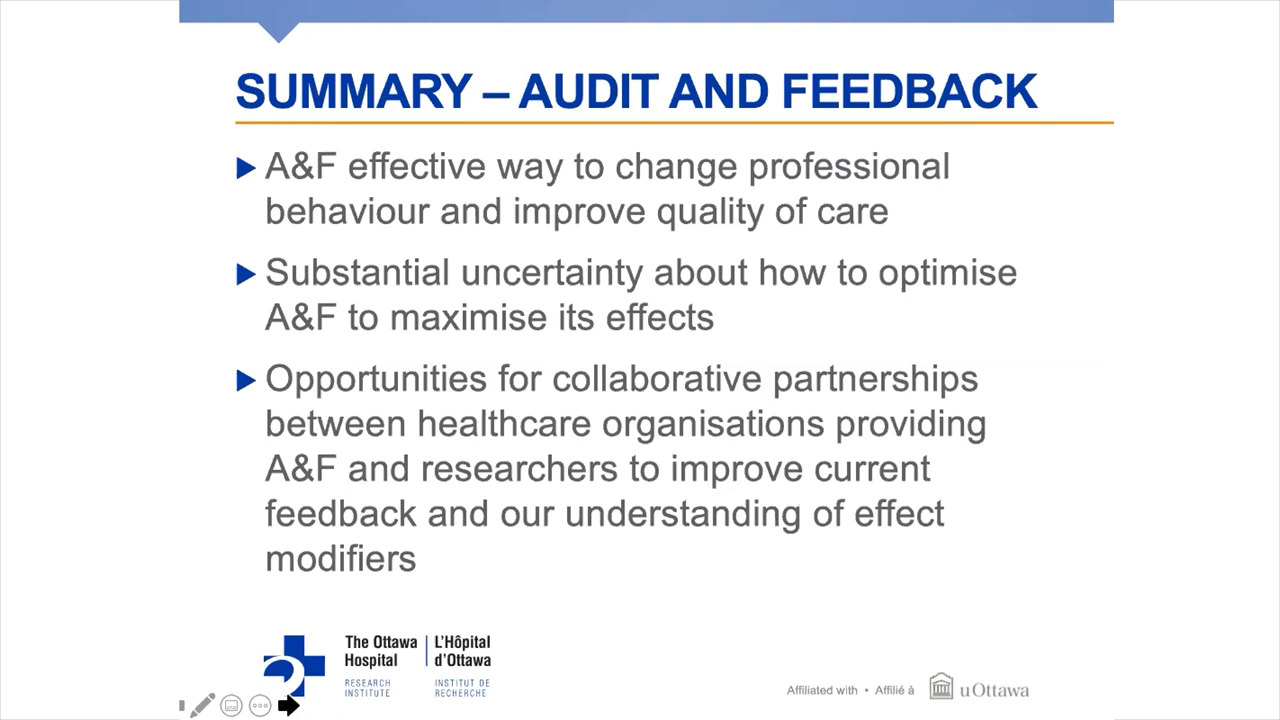 SUMMARY – AUDIT AND FEEDBACK
A&F effective way to change professional
behaviour and improve quality of care
Substantial uncertainty about how to optimise
A&F to maximise its effects
Opportunities for collaborative partnerships
between healthcare organisations providing
A&F and researchers to improve current
feedback and our understanding of effect
modifiers
The Ottawa
Hospital
RESEARCH
INSTITUTE
L'Hôpital
d'Ottawa
INSTITUT DE
RECHERCHE
Affiliated with • Affilié à
uOttawa